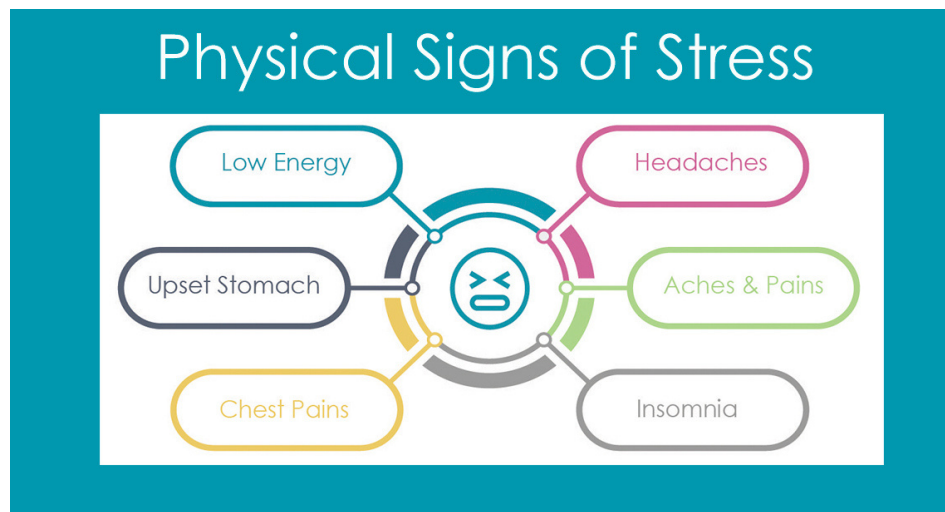 Physical Signs of Stress
Low Energy
Headaches
Upset Stomach
Aches & Pains
Chest Pains
Insomnia